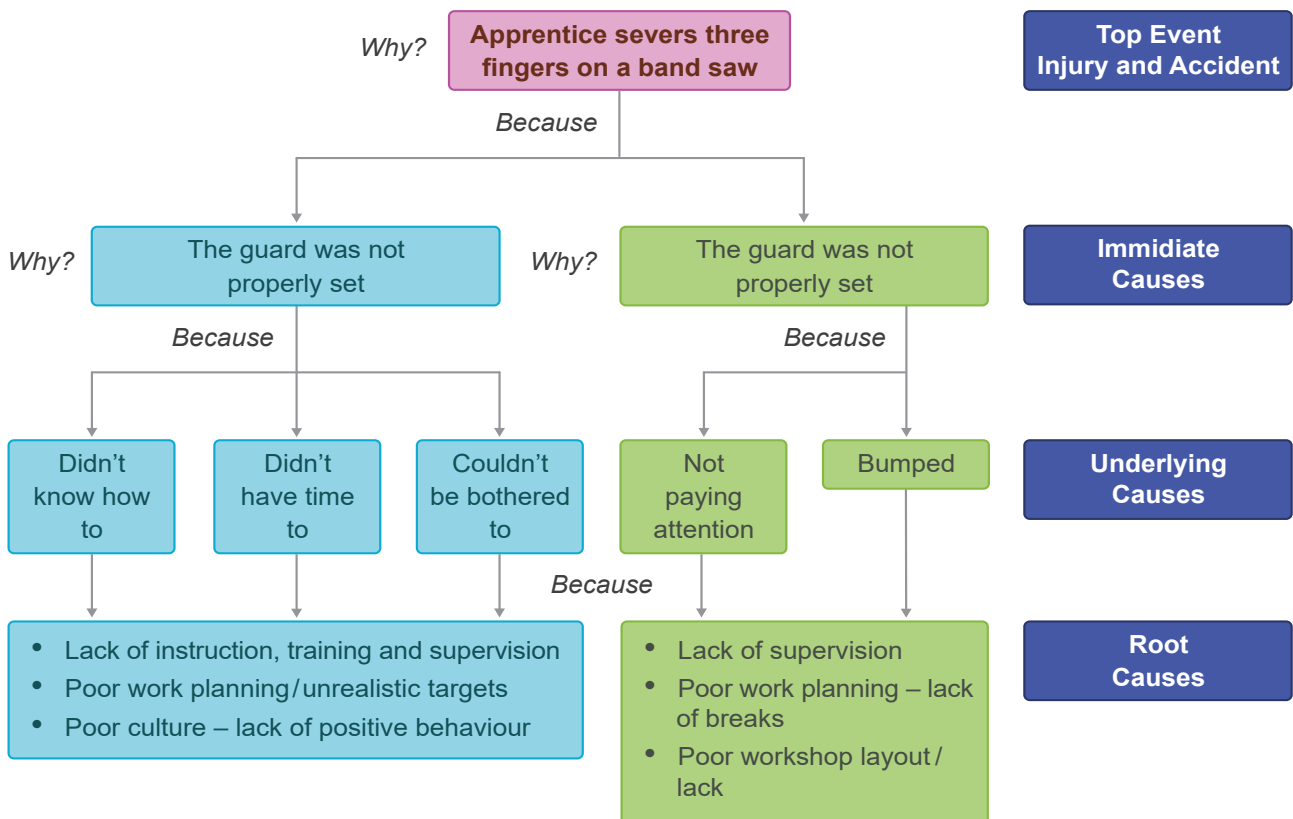 Why?
Apprentice severs three
fingers on a band saw
Top Event
Injury and Accident
Because
Why?
The guard was not
properly set
Why?
The guard was not
properly set
Immidiate
Causes
Because
Because
Didn’t
know how
to
Didn’t
have time
to
Couldn’t
be bothered
to
Not
paying
attention
Bumped
Underlying
Causes
Because
• Lack of instruction, training and supervision
• Poor work planning/unrealistic targets
• Poor culture – lack of positive behaviour
• Lack of supervision
• Poor work planning – lack
of breaks
• Poor workshop layout/
lack
Root
Causes